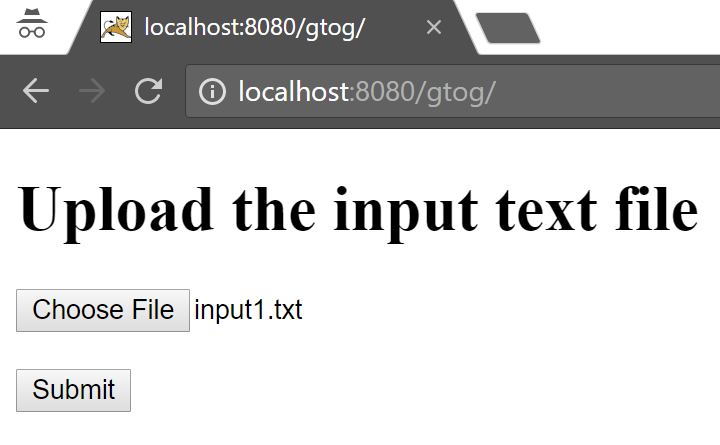 localhost:8080/gtog/
localhost:8080/gtog/
Upload the input text file
Choose File input1.txt
Submit